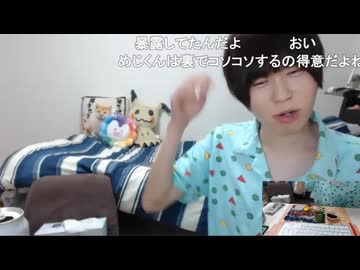 暴露してたんだよ おい
めじくんは裏でコソコソするの得意だよね